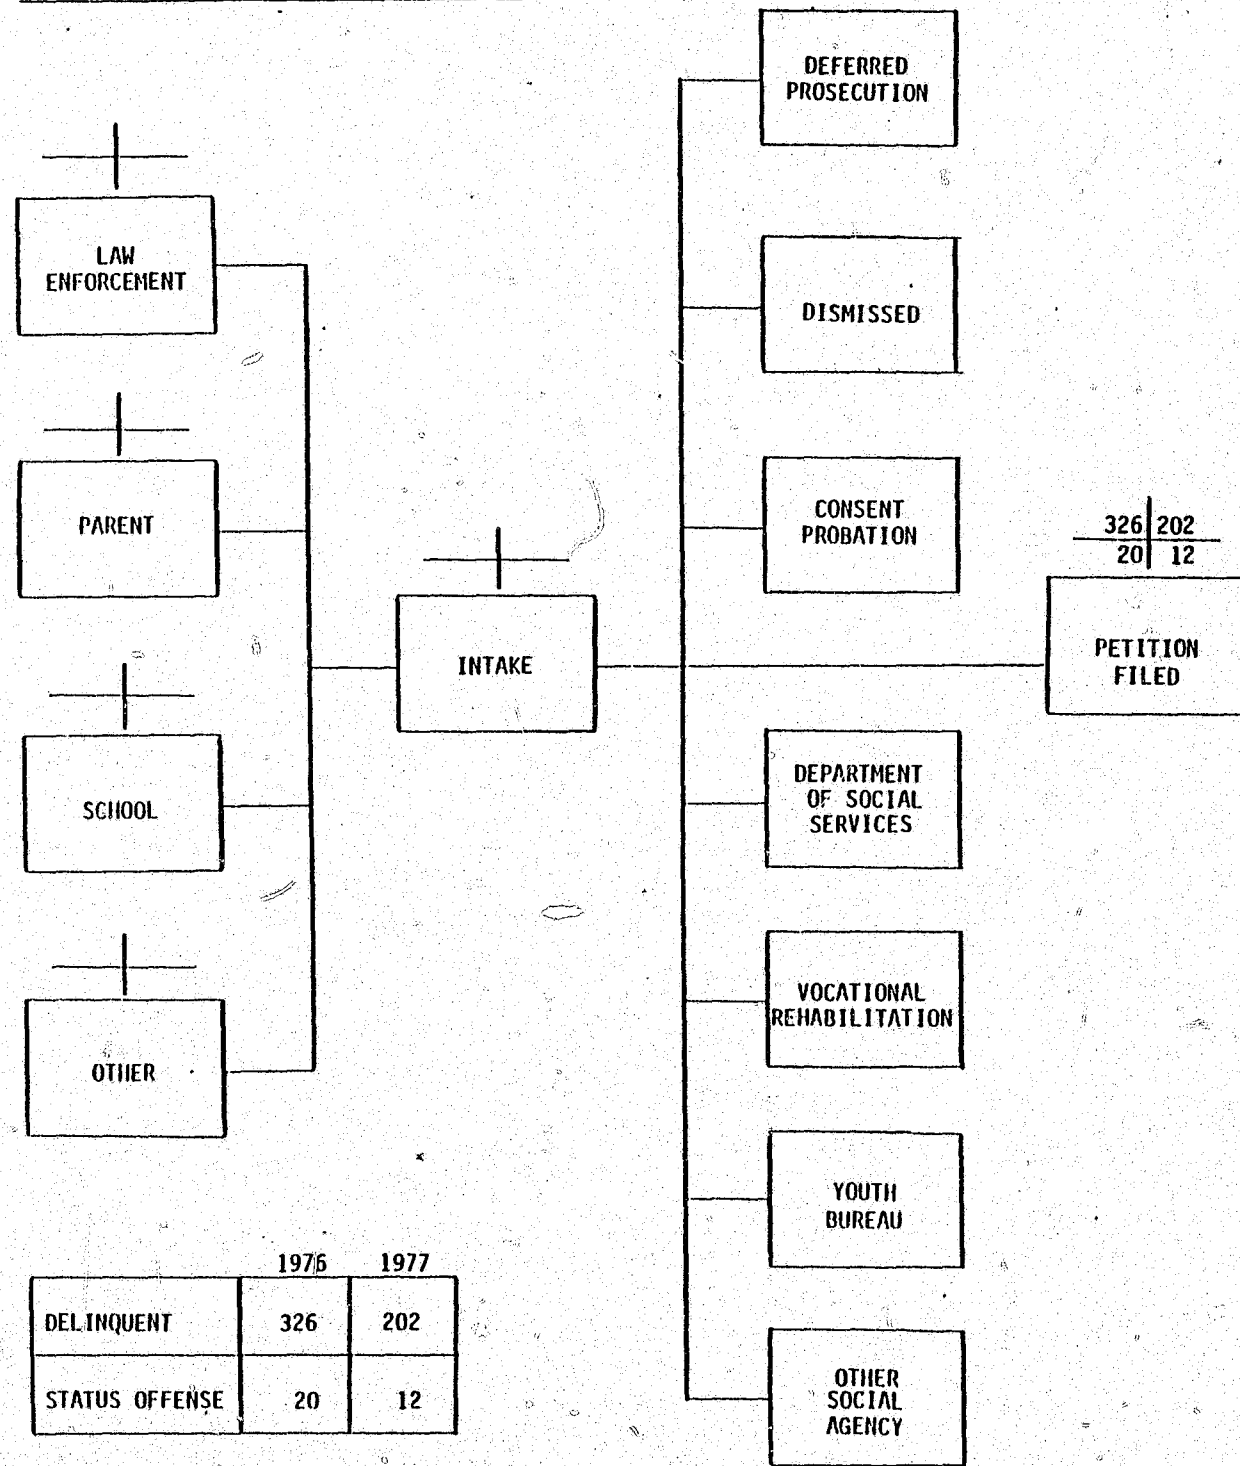 DEFERRED
PROSECUTION
LAW
ENFORCEMENT
DISMISSED
PARENT
CONSENT
PROBATION
326 202
20 12
INTAKE
PETITION
FILED
SCHOOL
DEPARTMENT
OF SOCIAL
SERVICES
VOCATIONAL
REHABILITATION
OTHER
YOUTH
BUREAU
1976 1977
DELINQUENT 326 202
STATUS OFFENSE 20 12
OTHER
SOCIAL
AGENCY